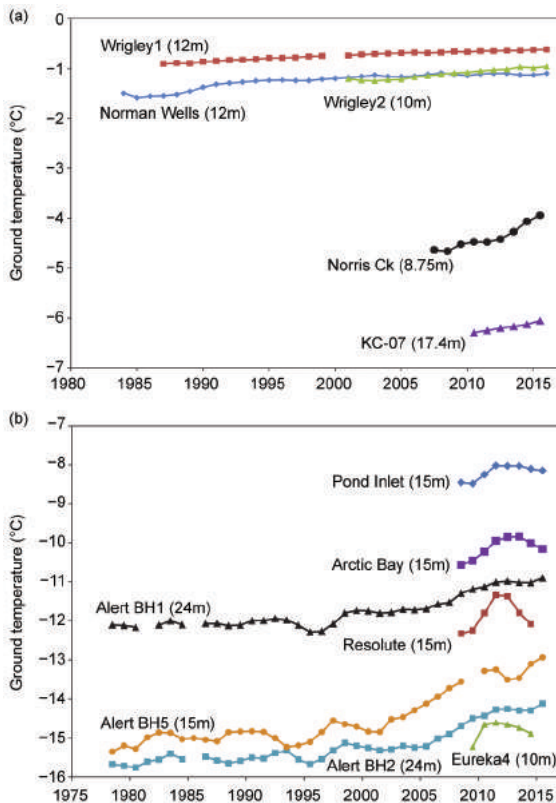 (a)
0
−1
−2
−3
−4
−5
−6
−7
Ground temperature (°C)
Wrigley1 (12m)
Norman Wells (12m)
Wrigley2 (10m)
Norris Ck (8.75m)
KC-07 (17.4m)
1980 1985 1990 1995 2000 2005 2010 2015
(b)
−7
−8
−9
−10
−11
−12
−13
−14
−15
−16
Ground temperature (°C)
Pond Inlet (15m)
Arctic Bay (15m)
Alert BH1 (24m)
Resolute (15m)
Alert BH5 (15m)
Alert BH2 (24m)
Eureka4 (10m)
1975 1980 1985 1990 1995 2000 2005 2010 2015